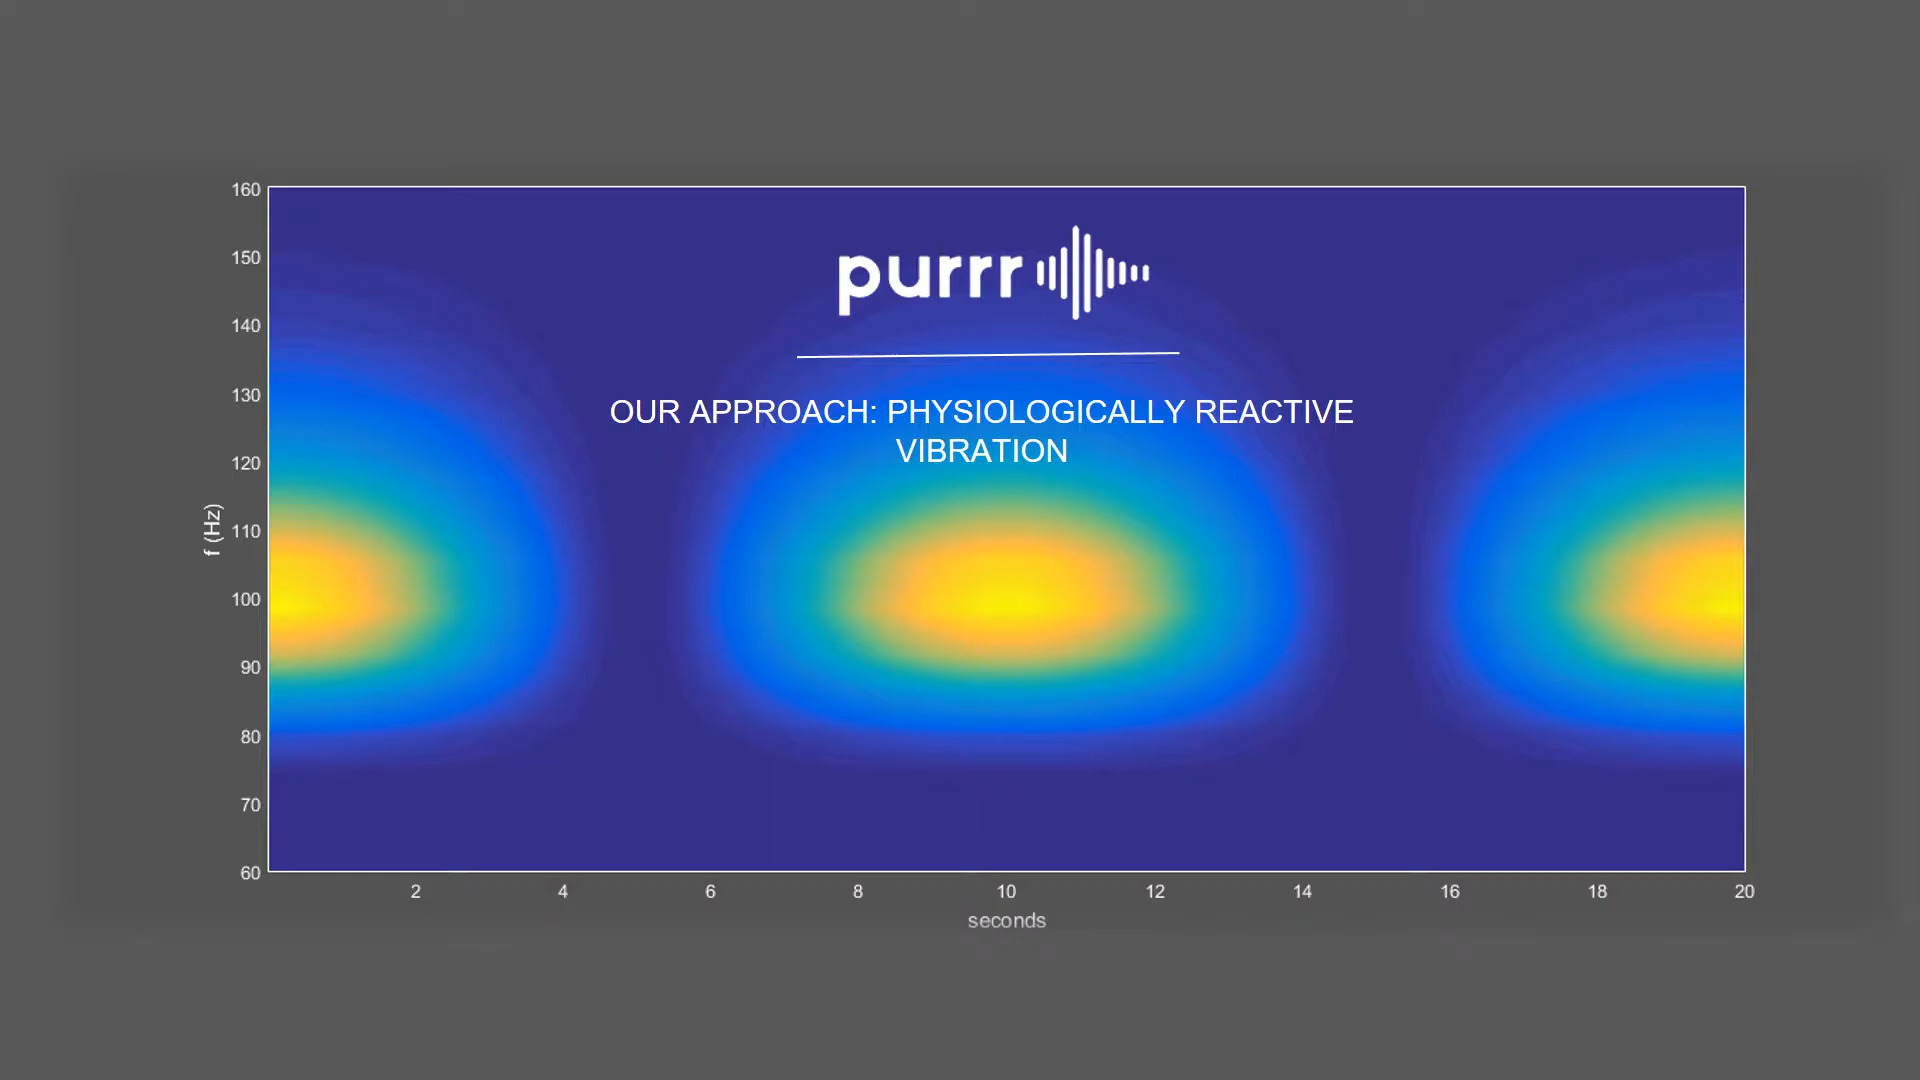 160
purrr
150
140
OUR APPROACH: PHYSIOLOGICALLY REACTIVE
VIBRATION
130
120
110
f (Hz)
100
90
80
70
60
2 4 6 8 10 12 14 16 18 20
seconds